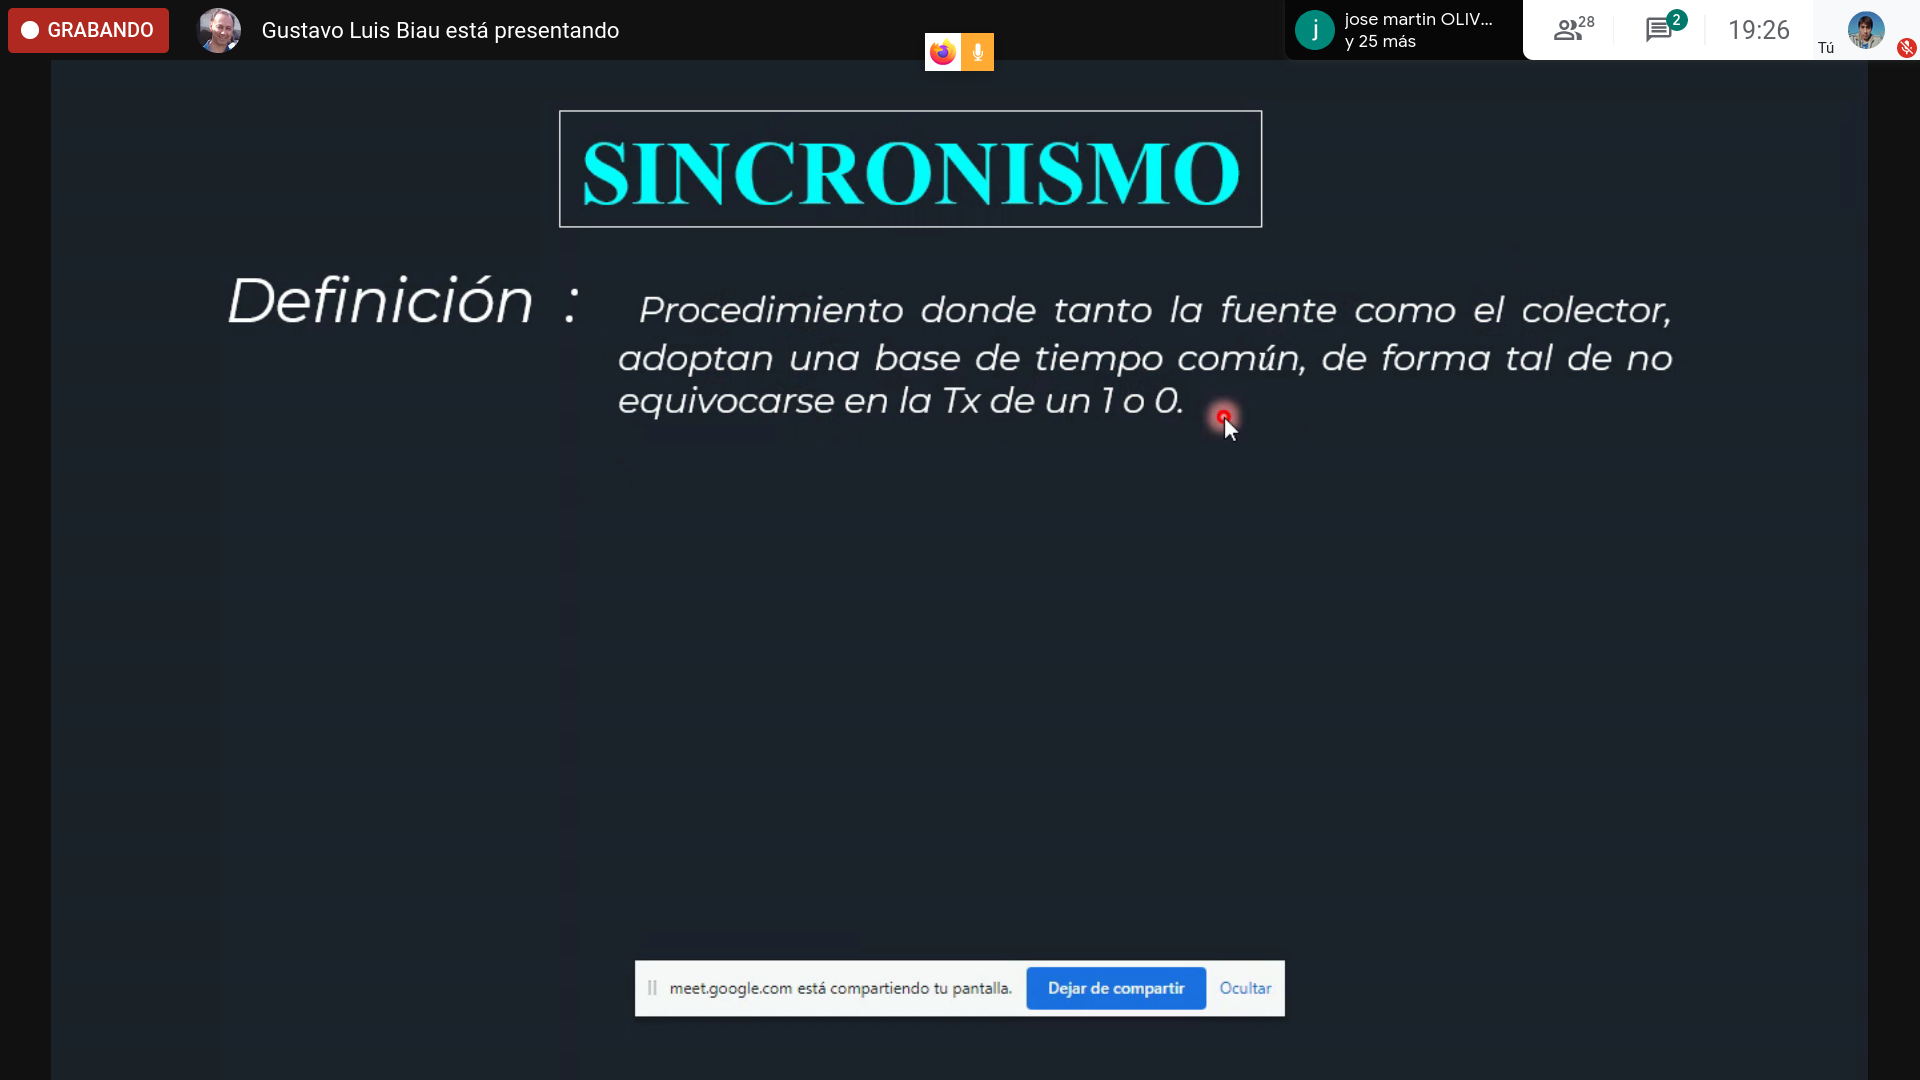 GRABANDO
Gustavo Luis Biau está presentando
j
jose martin OLIV...
y 25 más
28
2
19:26
Tú
SINCRONISMO
Definición :
Procedimiento donde tanto la fuente como el colector,
adoptan una base de tiempo común, de forma tal de no
equivocarse en la Tx de un 1 o 0.
meet.google.com está compartiendo tu pantalla.
Dejar de compartir
Ocultar